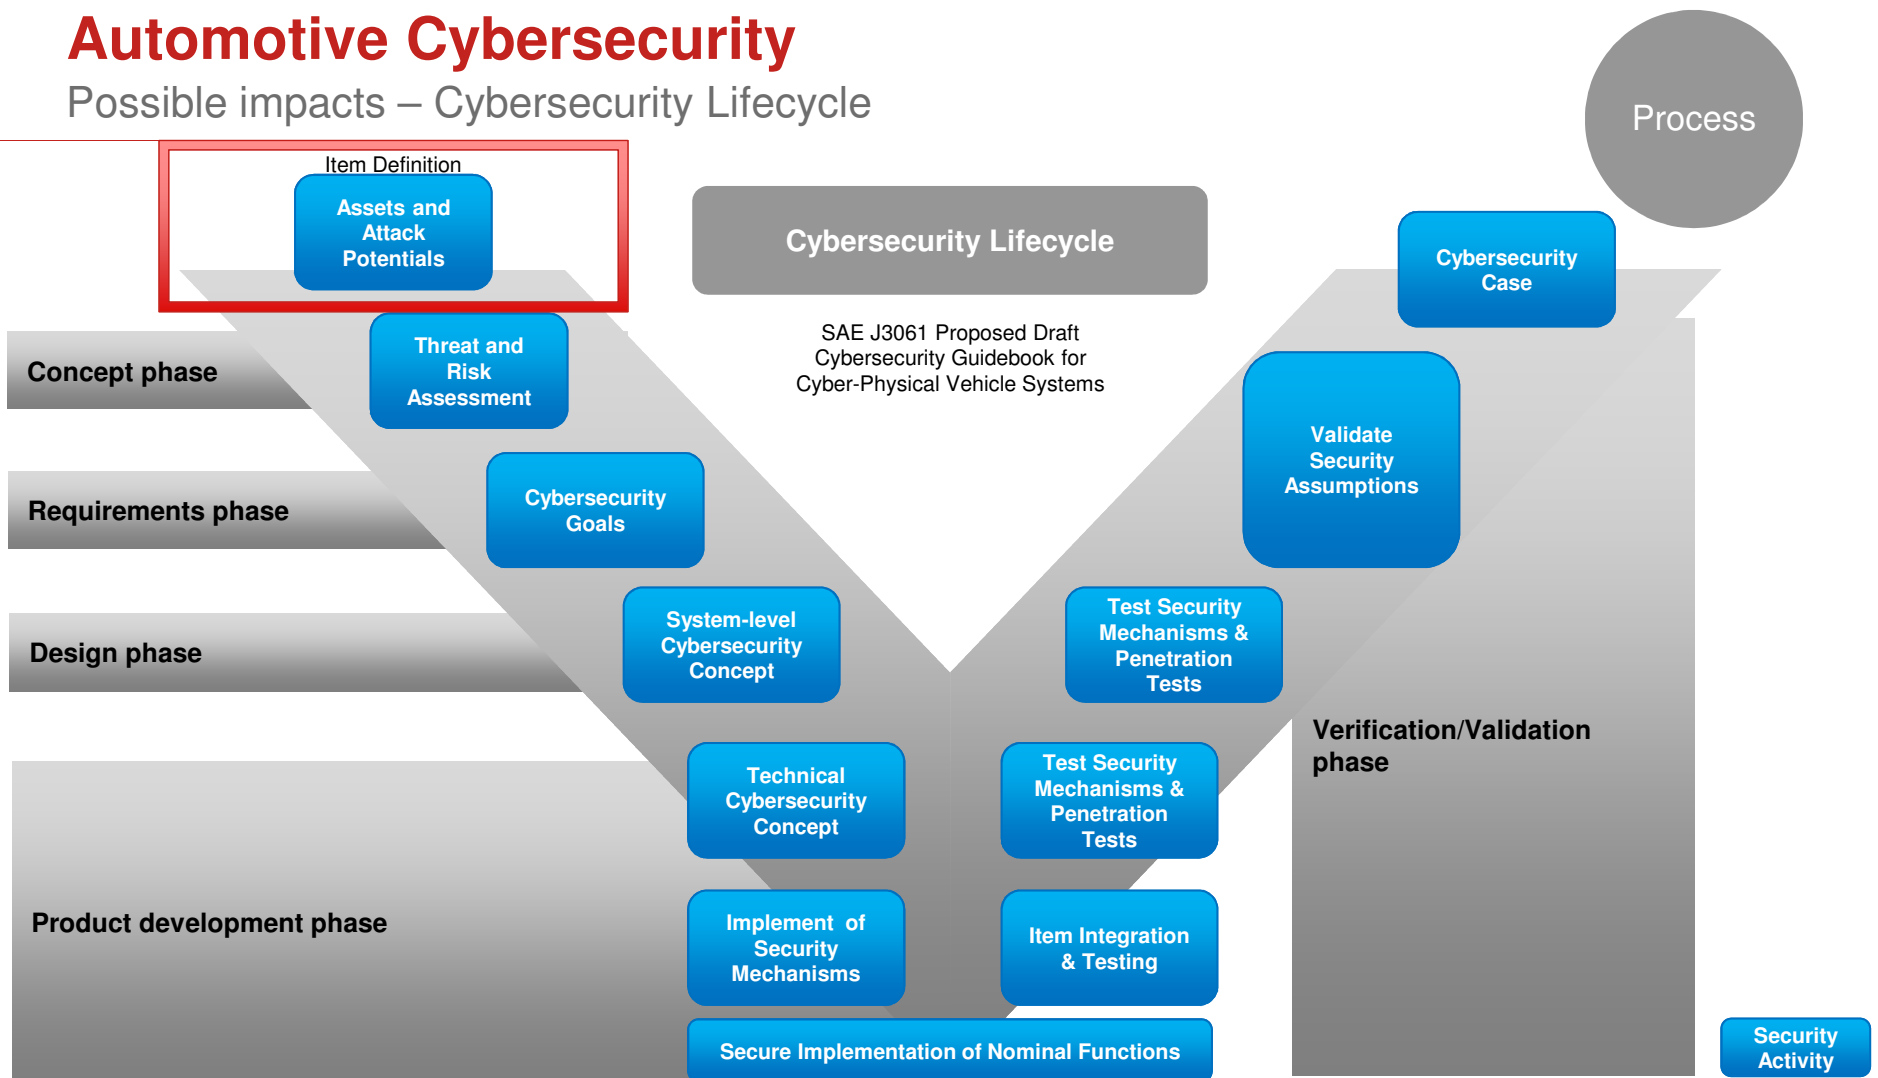 Automotive Cybersecurity
Possible impacts – Cybersecurity Lifecycle
Process
Item Definition
Assets and
Attack
Potentials
Cybersecurity Lifecycle
Cybersecurity
Case
SAE J3061 Proposed Draft
Cybersecurity Guidebook for
Cyber-Physical Vehicle Systems
Concept phase
Threat and
Risk
Assessment
Validate
Security
Assumptions
Requirements phase
Cybersecurity
Goals
Design phase
System-level
Cybersecurity
Concept
Test Security
Mechanisms &
Penetration
Tests
Verification/Validation
phase
Technical
Cybersecurity
Concept
Test Security
Mechanisms &
Penetration
Tests
Product development phase
Implement  of
Security
Mechanisms
Item Integration
& Testing
Secure Implementation of Nominal Functions
Security
Activity